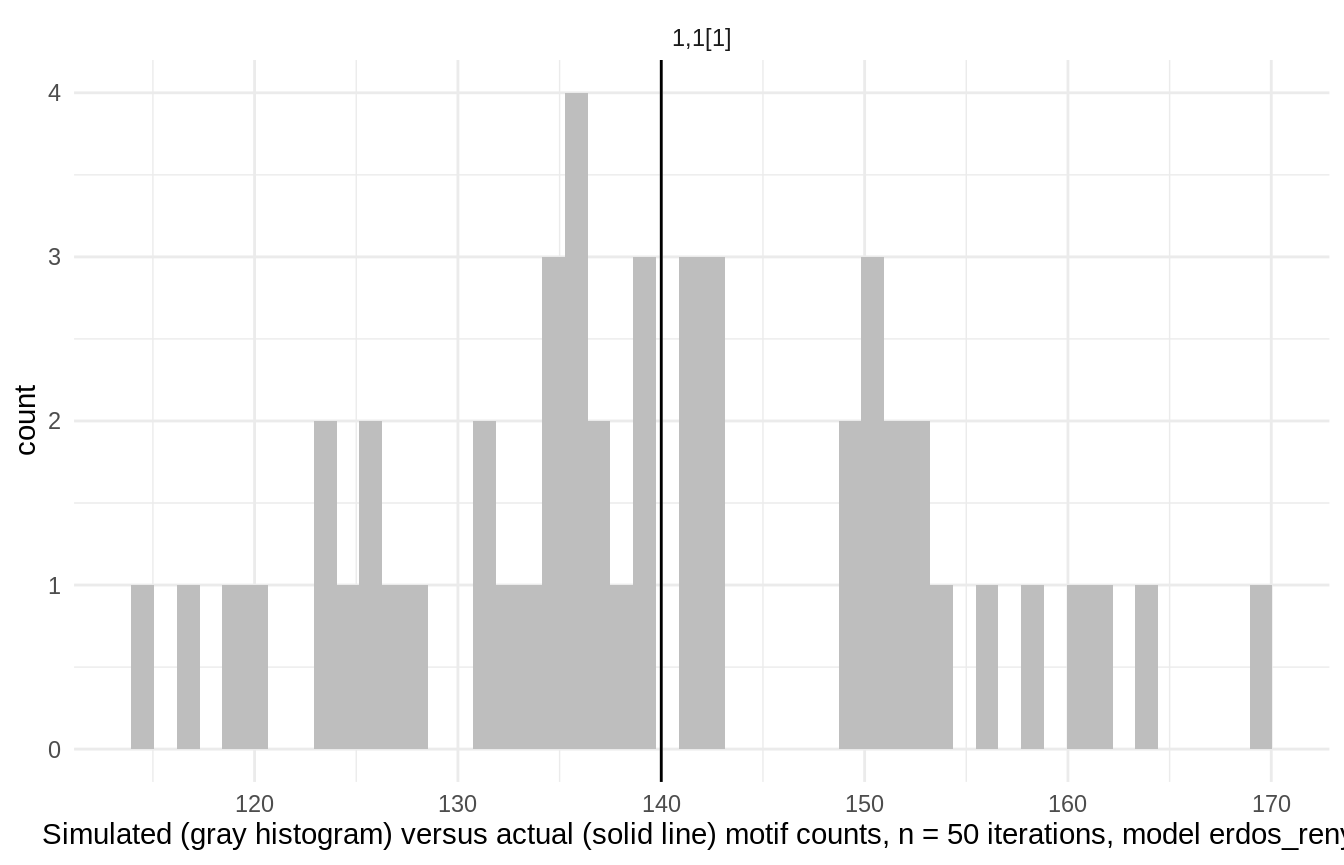 1,1[1]
4
3
2
1
0
count
120 130 140 150 160 170
Simulated (gray histogram) versus actual (solid line) motif counts, n = 50 iterations, model erdos_reny